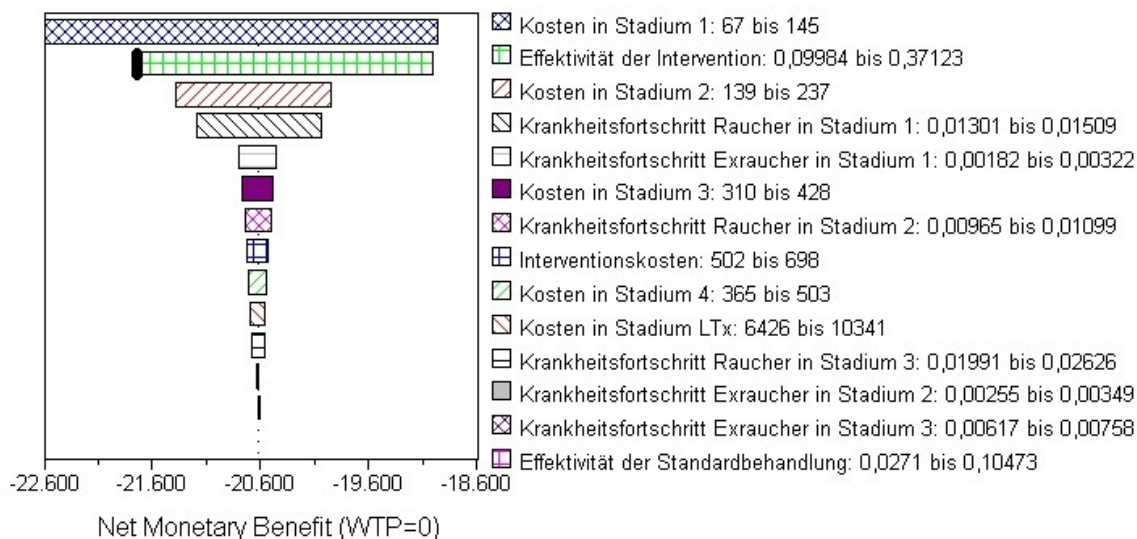 Kosten in Stadium 1: 67 bis 145
Effektivität der Intervention: 0,09984 bis 0,37123
Kosten in Stadium 2: 139 bis 237
Krankheitsfortschritt Raucher in Stadium 1: 0,01301 bis 0,01509
Krankheitsfortschritt Exraucher in Stadium 1: 0,00182 bis 0,00322
Kosten in Stadium 3: 310 bis 428
Krankheitsfortschritt Raucher in Stadium 2: 0,00965 bis 0,01099
Interventionskosten: 502 bis 698
Kosten in Stadium 4: 365 bis 503
Kosten in Stadium LTx: 6426 bis 10341
Krankheitsfortschritt Raucher in Stadium 3: 0,01991 bis 0,02626
Krankheitsfortschritt Exraucher in Stadium 2: 0,00255 bis 0,00349
Krankheitsfortschritt Exraucher in Stadium 3: 0,00617 bis 0,00758
Effektivität der Standardbehandlung: 0,0271 bis 0,10473
-22.600 -21.600 -20.600 -19.600 -18.600
Net Monetary Benefit (WTP=0)